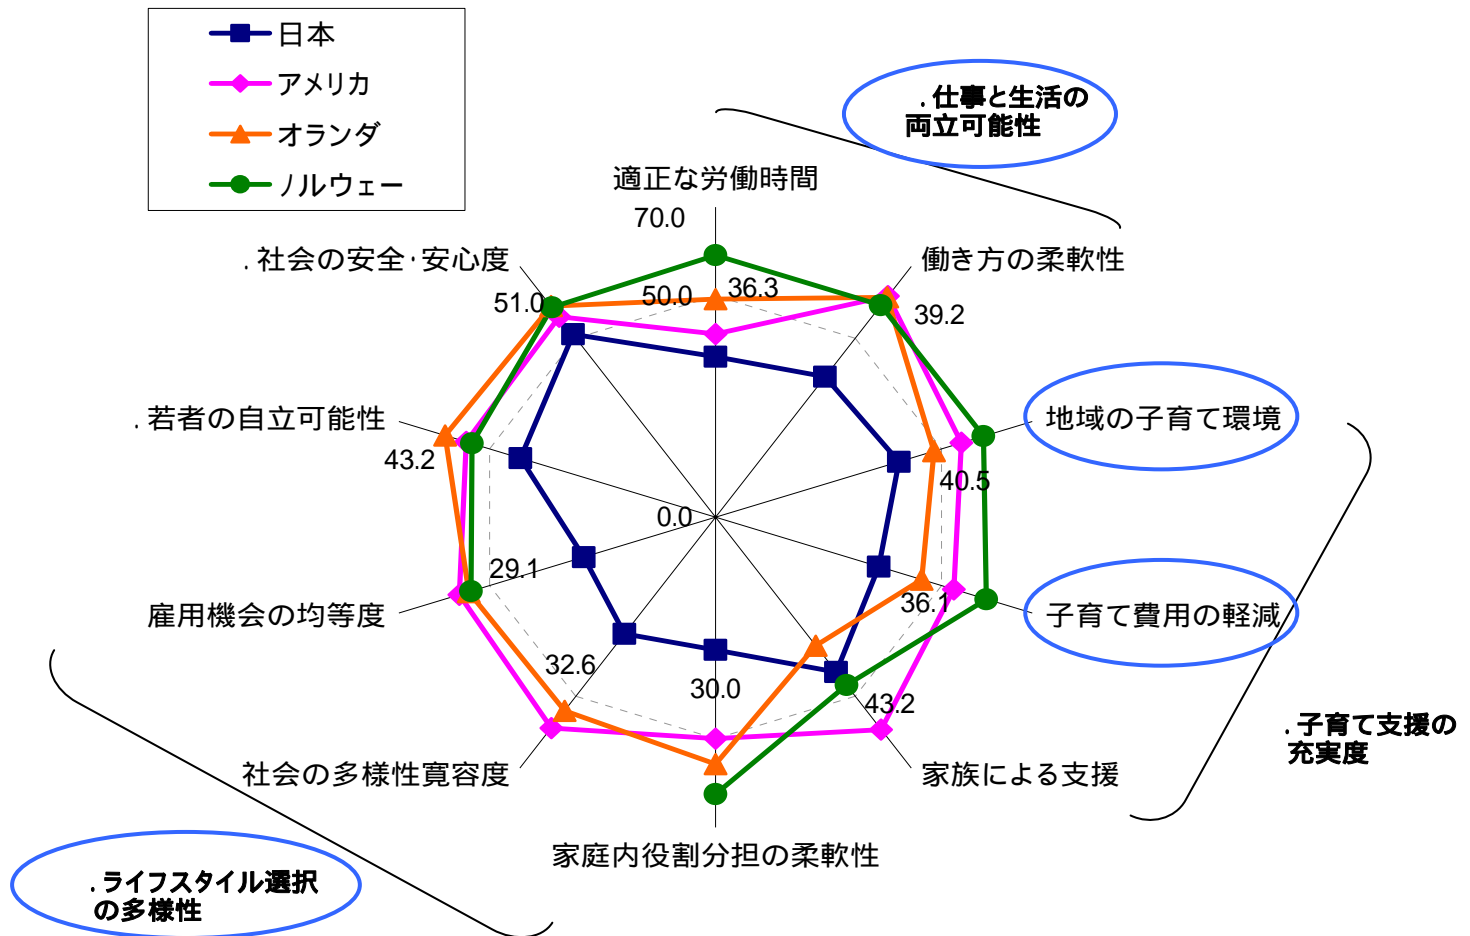 日本
アメリカ
オランダ
ノルウェー
.仕事と生活の
両立可能性
適正な労働時間
70.0
.社会の安全・安心度
働き方の柔軟性
51.0
50.0
36.3
39.2
.若者の自立可能性
地域の子育て環境
43.2
40.5
0.0
29.1
36.1
雇用機会の均等度
子育て費用の軽減
32.6
30.0
43.2
.子育て支援の
充実度
社会の多様性寛容度
家族による支援
家庭内役割分担の柔軟性
.ライフスタイル選択
の多様性